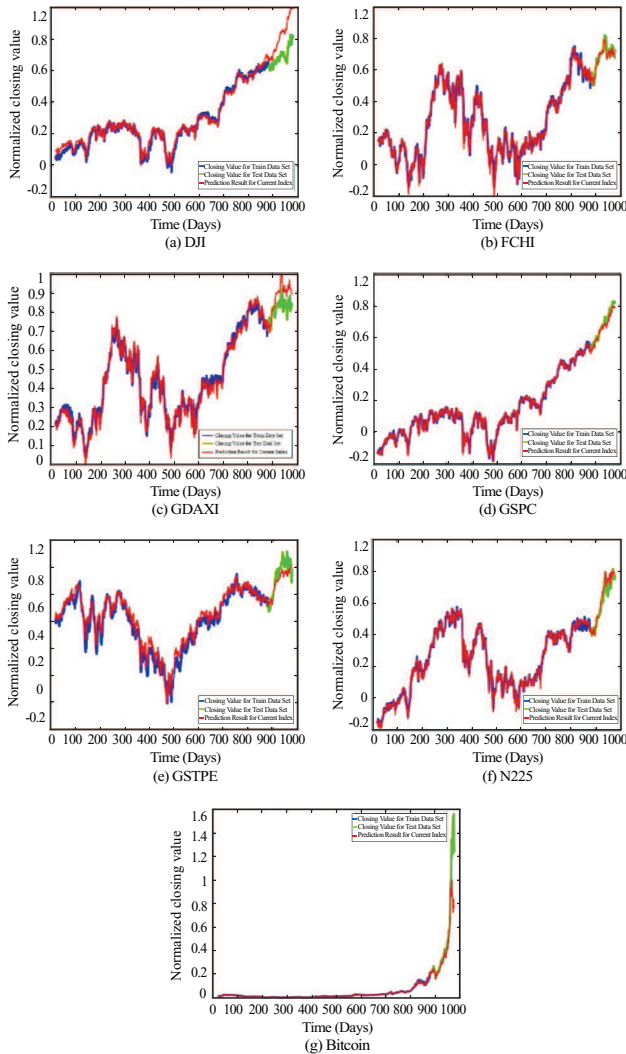 1.2
0.8
0.6
0.4
0.2
0
-0.2
Normalized closing value
Closing Value for Train Data Set
Closing Value for Test Data Set
Prediction Result for Current Index
0 100 200 300 400 500 600 700 800 900 1000
Time (Days)
(a) DJI
1.2
0.8
0.6
0.4
0.2
0
-0.2
Normalized closing value
Closing Value for Train Data Set
Closing Value for Test Data Set
Prediction Result for Current Index
0 100 200 300 400 500 600 700 800 900 1000
Time (Days)
(b) FCHI
1
0.9
0.8
0.7
0.6
0.5
0.4
0.3
0.2
0.1
0
Normalized closing value
Closing Value for Test Data Set
Prediction Result for Current Index
0 100 200 300 400 500 600 700 800 900 1000
Time (Days)
(c) GDAXI
1.2
0.8
0.6
0.4
0.2
0
-0.2
Normalized closing value
Closing Value for Train Data Set
Closing Value for Test Data Set
Prediction Result for Current Index
0 100 200 300 400 500 600 700 800 900 1000
Time (Days)
(d) GSPC
1.2
0.8
0.6
0.4
0.2
0
-0.2
Normalized closing value
Closing Value for Train Data Set
Closing Value for Test Data Set
Prediction Result for Current Index
0 100 200 300 400 500 600 700 800 900 1000
Time (Days)
(e) GSTPE
1.2
0.8
0.6
0.4
0.2
0
-0.2
Normalized closing value
Closing Value for Train Data Set
Closing Value for Test Data Set
Prediction Result for Current Index
0 100 200 300 400 500 600 700 800 900 1000
Time (Days)
(f) N225
1.6
1.4
1.2
1
0.8
0.6
0.4
0.2
0
Normalized closing value
Closing Value for Train Data Set
Closing Value for Test Data Set
Prediction Result for Current Index
0 100 200 300 400 500 600 700 800 900 1000
Time (Days)
(g) Bitcoin